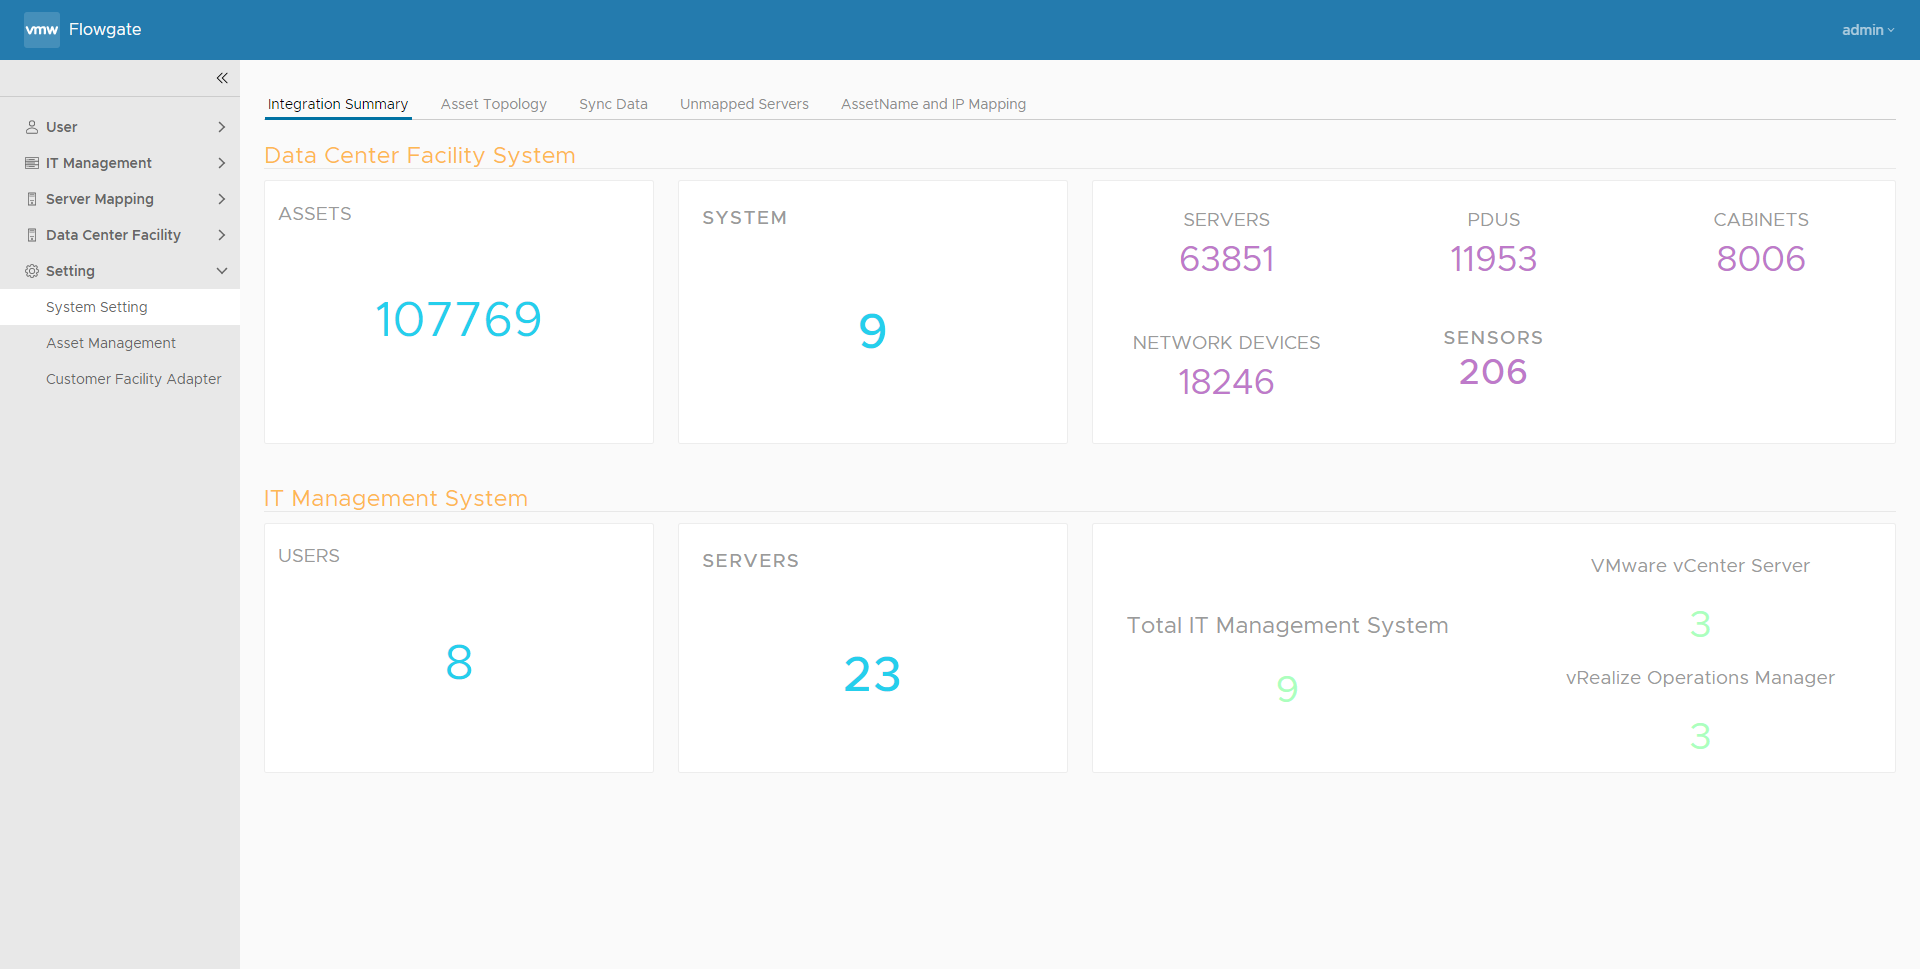 vmw Flowgate
admin
User
IT Management
Server Mapping
Data Center Facility
Setting
System Setting
Asset Management
Customer Facility Adapter
Integration Summary Asset Topology Sync Data Unmapped Servers AssetName and IP Mapping
Data Center Facility System
ASSETS
107769
SYSTEM
9
SERVERS PDUS CABINETS
63851 11953 8006
NETWORK DEVICES SENSORS
18246 206
IT Management System
USERS
8
SERVERS
23
Total IT Management System
9
VMware vCenter Server
3
vRealize Operations Manager
3